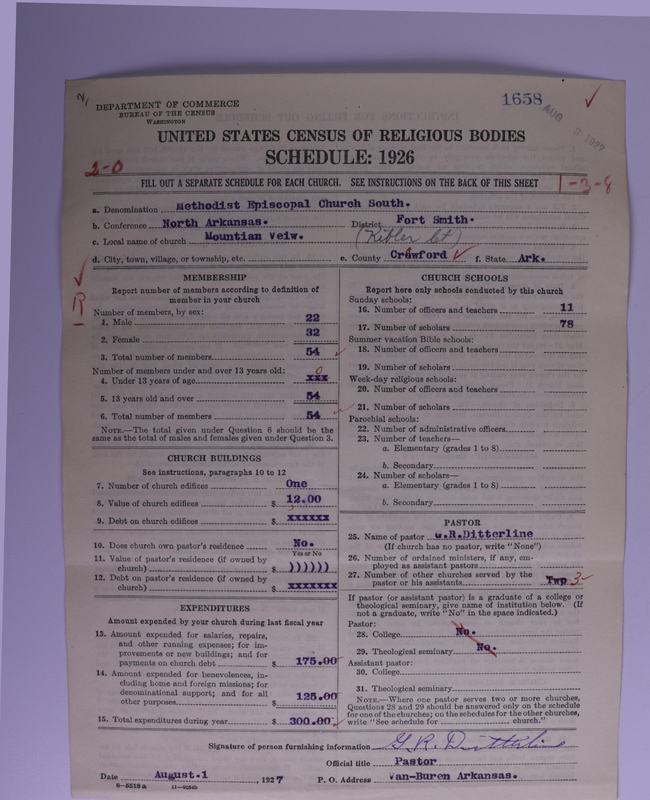 DEPARTMENT OF COMMERCE
BUREAU OF THE CENSUS
WASHINGTON
1658
AUG 1927
UNITED STATES CENSUS OF RELIGIOUS BODIES
SCHEDULE: 1926
2-0
FILL OUT A SEPARATE SCHEDULE FOR EACH CHURCH. SEE INSTRUCTIONS ON THE BACK OF THIS SHEET
1-3-8
a. Denomination Methodist Episcopal Church South.
b. Conference North Arkansas. District Fort Smith.
c. Local name of church Mountian Veiw. (Kibler Ct)
d. City, town, village, or township, etc. e. County Crawford f. State Ark.
R
MEMBERSHIP
Report number of members according to definition of
member in your church
Number of members, by sex:
1. Male 22
2. Female 32
3. Total number of members 54
Number of members under and over 13 years old:
4. Under 13 years of age xxx 0
5. 13 years old and over 54
6. Total number of members 54
NOTE.—The total given under Question 6 should be
same as the total of males and females given under Question 3.
CHURCH BUILDINGS
See instructions, paragraphs 10 to 12
7. Number of church edifices One
8. Value of church edifices $ 12.00
9. Debt on church edifices $ xxxxxx
10. Does church own pastor's residence No.
Yes or No
11. Value of pastor's residence (if owned by
church) $ ))))))
12. Debt on pastor's residence (if owned by
church) $ xxxxxxx
EXPENDITURES
Amount expended by your church during last fiscal year
13. Amount expended for salaries, repairs,
and other running expenses; for im-
provements or new buildings; and for
payments on church debt $ 175.00
14. Amount expended for benevolences, in-
cluding home and foreign missions; for
denominational support; and for all
other purposes $ 125.00
15. Total expenditures during year $ 300.00
CHURCH SCHOOLS
Report here only schools conducted by this church
Sunday schools:
16. Number of officers and teachers 11
17. Number of scholars 78
Summer vacation Bible schools:
18. Number of officers and teachers
19. Number of scholars
Week-day religious schools:
20. Number of officers and teachers
21. Number of scholars
Parochial schools:
22. Number of administrative officers
23. Number of teachers—
a. Elementary (grades 1 to 8)
b. Secondary
24. Number of scholars—
a. Elementary (grades 1 to 8)
b. Secondary
PASTOR
25. Name of pastor G.R.Ditterline
(If church has no pastor, write "None")
26. Number of ordained ministers, if any, em-
ployed as assistant pastors
27. Number of other churches served by the
pastor or his assistants Two 3
If pastor (or assistant pastor) is a graduate of a college or
theological seminary, give name of institution below. (If
not a graduate, write "No" in the space indicated.)
Pastor:
28. College No.
29. Theological seminary No.
Assistant pastor:
30. College
31. Theological seminary
NOTE.—Where one pastor serves two or more churches,
Questions 28 and 29 should be answered only on the schedule
for one of the churches; on the schedules for the other churches,
write "See schedule for church."
Signature of person furnishing information G R Ditterline
Official title Pastor
Date August.1, 1927 P. O. Address Van-Buren Arkansas.